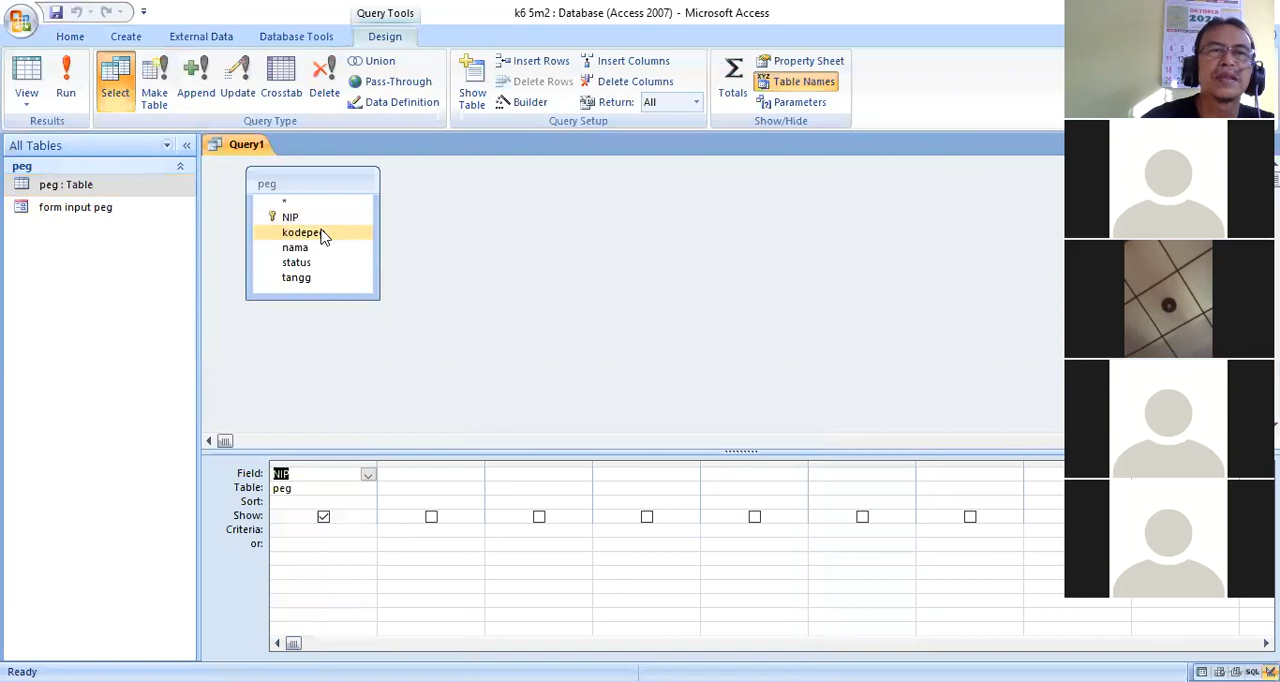 Query Tools
k6 5m2 : Database (Access 2007) - Microsoft Access
Home
Create
External Data
Database Tools
Design
View
Run
Select
Make Table
Append
Update
Crosstab
Delete
Union
Pass-Through
Data Definition
Show Table
Insert Rows
Delete Rows
Builder
Insert Columns
Delete Columns
Return: All
Totals
Property Sheet
Table Names
Parameters
Results
Query Type
Query Setup
Show/Hide
All Tables
Query1
peg
peg : Table
form input peg
peg
*
NIP
nama
status
tangg
Field: NIP
Table: peg
Sort:
Show:
Criteria:
or:
Ready
SQL
OKTOBER